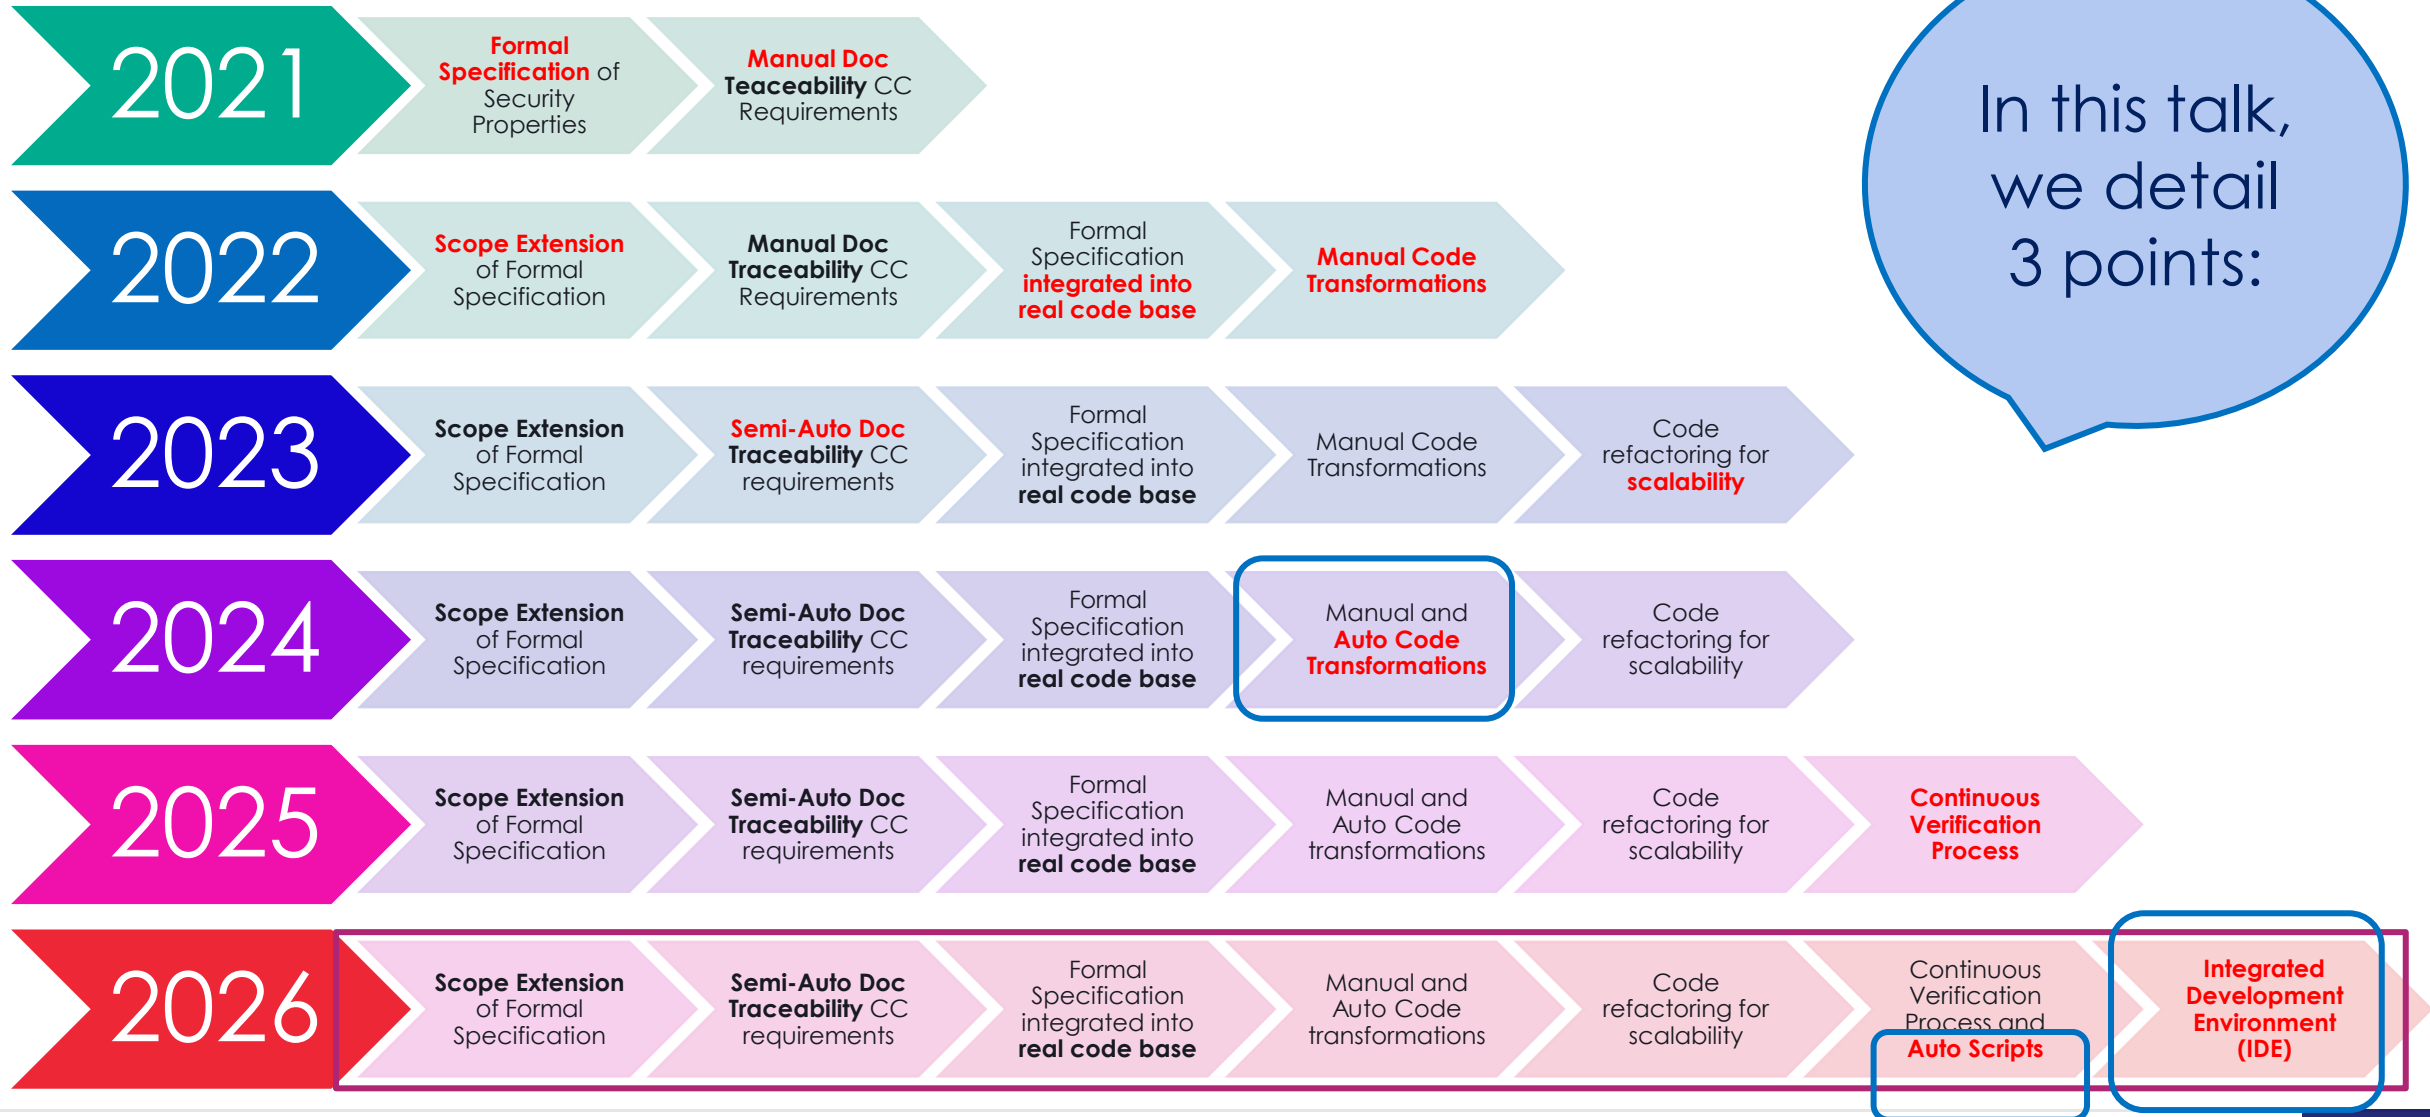 2021
Formal
Specification of
Security
Properties
Manual Doc
Teaceability CC
Requirements
In this talk,
we detail
3 points:
2022
Scope Extension
of Formal
Specification
Manual Doc
Traceability CC
Requirements
Formal
Specification
integrated into
real code base
Manual Code
Transformations
2023
Scope Extension
of Formal
Specification
Semi-Auto Doc
Traceability CC
requirements
Formal
Specification
integrated into
real code base
Manual Code
Transformations
Code
refactoring for
scalability
2024
Scope Extension
of Formal
Specification
Semi-Auto Doc
Traceability CC
requirements
Formal
Specification
integrated into
real code base
Manual and
Auto Code
Transformations
Code
refactoring for
scalability
2025
Scope Extension
of Formal
Specification
Semi-Auto Doc
Traceability CC
requirements
Formal
Specification
integrated into
real code base
Manual and
Auto Code
transformations
Code
refactoring for
scalability
Continuous
Verification
Process
2026
Scope Extension
of Formal
Specification
Semi-Auto Doc
Traceability CC
requirements
Formal
Specification
integrated into
real code base
Manual and
Auto Code
transformations
Code
refactoring for
scalability
Continuous
Verification
Process and
Auto Scripts
Integrated
Development
Environment
(IDE)